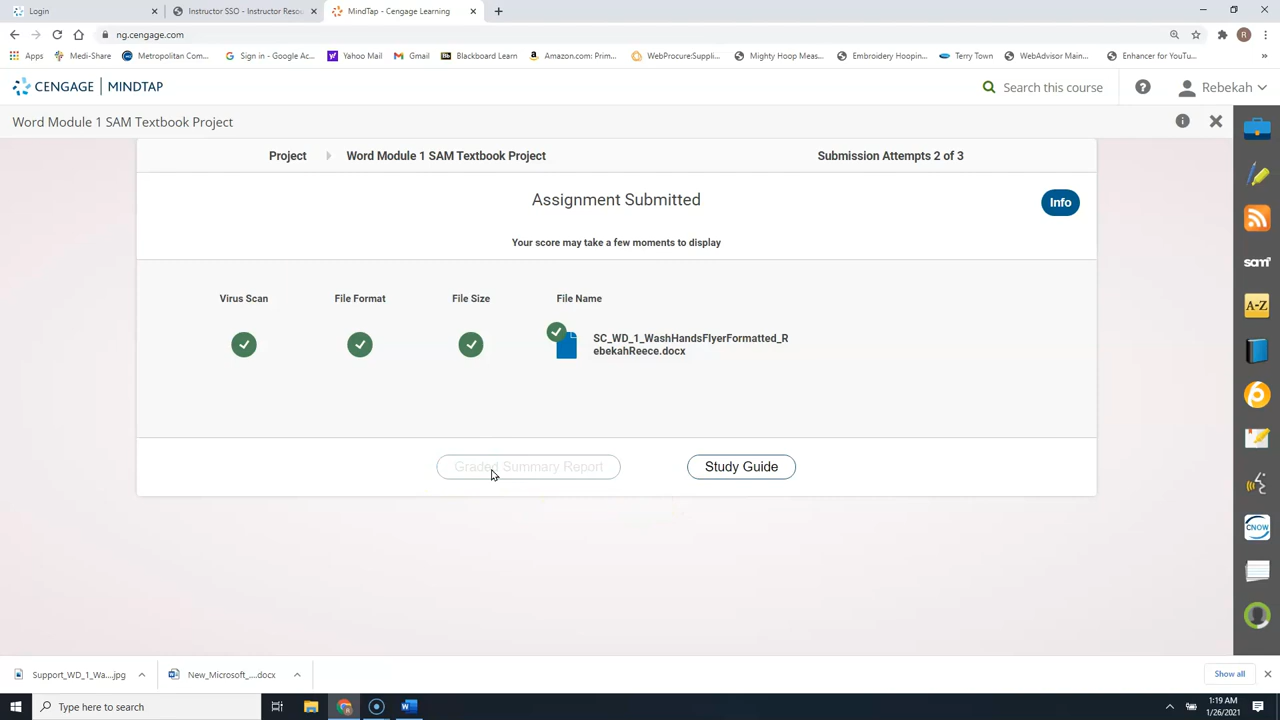 Login
Instructor SSO - Instructor Reso
MindTap - Cengage Learning
ng.cengage.com
R
Apps
Medi-Share
Metropolitan Com...
Sign in - Google Ac...
Yahoo Mail
Gmail
Blackboard Learn
Amazon.com: Prim...
WebProcure:Suppli...
Mighty Hoop Meas...
Embroidery Hoopin...
Terry Town
WebAdvisor Main...
Enhancer for YouTu...
»
CENGAGE | MINDTAP
Search this course
Rebekah
Word Module 1 SAM Textbook Project
Project
Word Module 1 SAM Textbook Project
Submission Attempts 2 of 3
Assignment Submitted
Info
Your score may take a few moments to display
Virus Scan
File Format
File Size
File Name
SC_WD_1_WashHandsFlyerFormatted_R
ebekahReece.docx
Graded Summary Report
Study Guide
sam
A-Z
CNOW
Support_WD_1_Wa....jpg
New_Microsoft_....docx
Show all
Type here to search
1:19 AM
1/26/2021